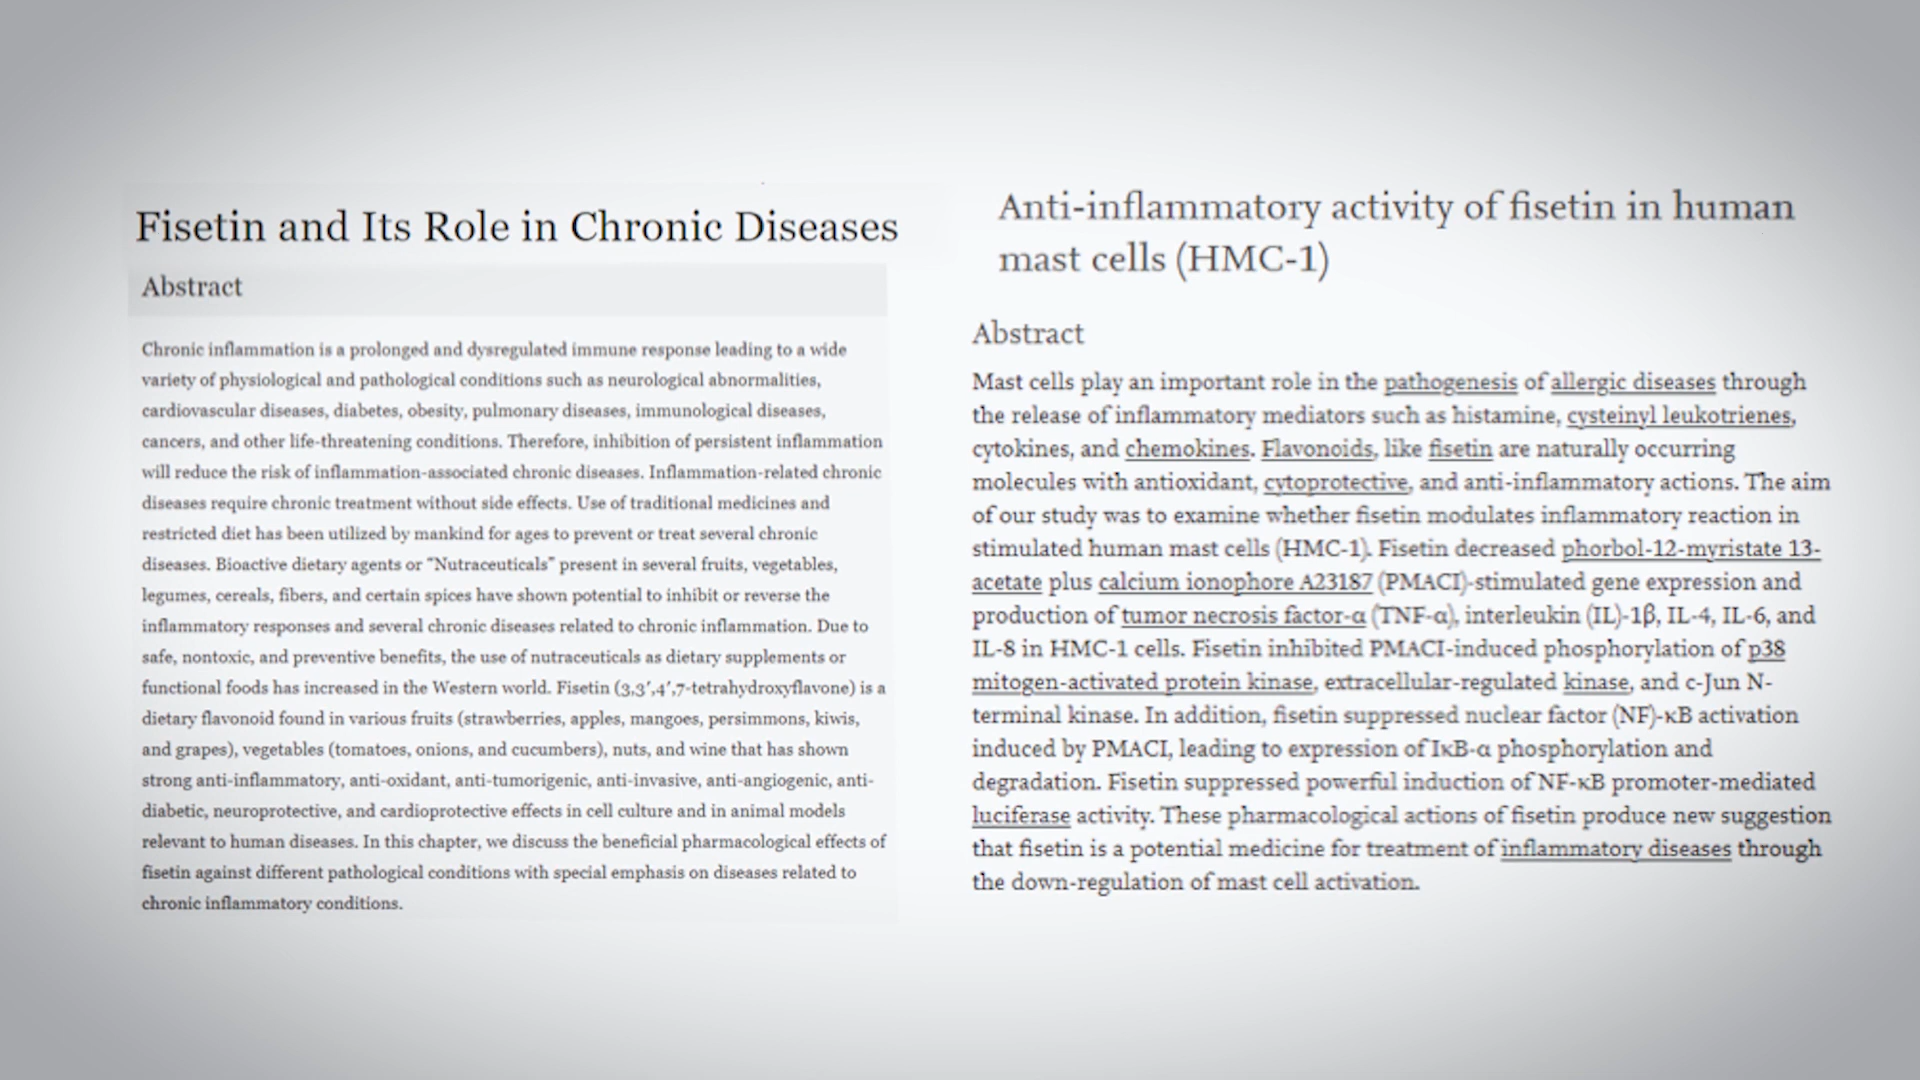 Fisetin and Its Role in Chronic Diseases
Abstract
Chronic inflammation is a prolonged and dysregulated immune response leading to a wide
variety of physiological and pathological conditions such as neurological abnormalities,
cardiovascular diseases, diabetes, obesity, pulmonary diseases, immunological diseases,
cancers, and other life-threatening conditions. Therefore, inhibition of persistent inflammation
will reduce the risk of inflammation-associated chronic diseases. Inflammation-related chronic
diseases require chronic treatment without side effects. Use of traditional medicines and
restricted diet has been utilized by mankind for ages to prevent or treat several chronic
diseases. Bioactive dietary agents or “Nutraceuticals” present in several fruits, vegetables,
legumes, cereals, fibers, and certain spices have shown potential to inhibit or reverse the
inflammatory responses and several chronic diseases related to chronic inflammation. Due to
safe, nontoxic, and preventive benefits, the use of nutraceuticals as dietary supplements or
functional foods has increased in the Western world. Fisetin (3,3′,4′,7-tetrahydroxyflavone) is a
dietary flavonoid found in various fruits (strawberries, apples, mangoes, persimmons, kiwis,
and grapes), vegetables (tomatoes, onions, and cucumbers), nuts, and wine that has shown
strong anti-inflammatory, anti-oxidant, anti-tumorigenic, anti-invasive, anti-angiogenic, anti-
diabetic, neuroprotective, and cardioprotective effects in cell culture and in animal models
relevant to human diseases. In this chapter, we discuss the beneficial pharmacological effects of
fisetin against different pathological conditions with special emphasis on diseases related to
chronic inflammatory conditions.
Anti-inflammatory activity of fisetin in human
mast cells (HMC-1)
Abstract
Mast cells play an important role in the pathogenesis of allergic diseases through
the release of inflammatory mediators such as histamine, cysteinyl leukotrienes,
cytokines, and chemokines. Flavonoids, like fisetin are naturally occurring
molecules with antioxidant, cytoprotective, and anti-inflammatory actions. The aim
of our study was to examine whether fisetin modulates inflammatory reaction in
stimulated human mast cells (HMC-1). Fisetin decreased phorbol-12-myristate 13-
acetate plus calcium ionophore A23187 (PMACI)-stimulated gene expression and
production of tumor necrosis factor-α (TNF-α), interleukin (IL)-1β, IL-4, IL-6, and
IL-8 in HMC-1 cells. Fisetin inhibited PMACI-induced phosphorylation of p38
mitogen-activated protein kinase, extracellular-regulated kinase, and c-Jun N-
terminal kinase. In addition, fisetin suppressed nuclear factor (NF)-κB activation
induced by PMACI, leading to expression of IκB-α phosphorylation and
degradation. Fisetin suppressed powerful induction of NF-κB promoter-mediated
luciferase activity. These pharmacological actions of fisetin produce new suggestion
that fisetin is a potential medicine for treatment of inflammatory diseases through
the down-regulation of mast cell activation.